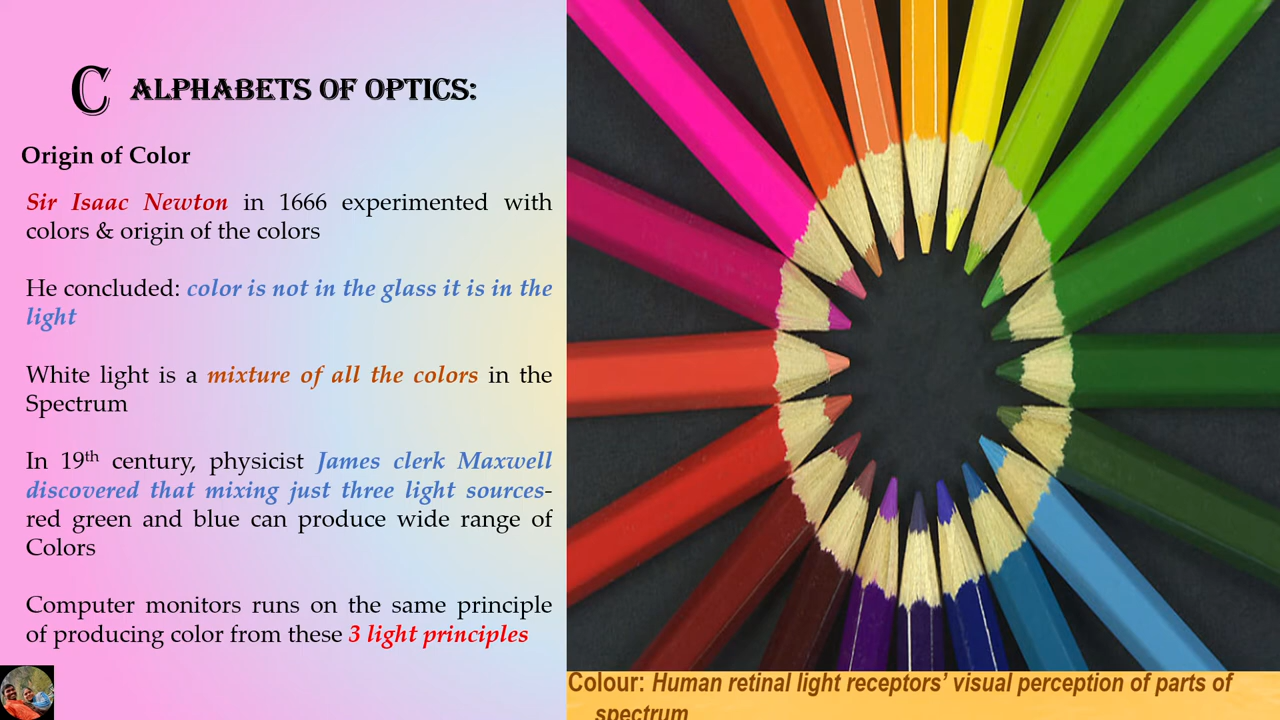 C ALPHABETS OF OPTICS:
Origin of Color
Sir Isaac Newton in 1666 experimented with
colors & origin of the colors
He concluded: color is not in the glass it is in the
light
White light is a mixture of all the colors in the
Spectrum
In 19th century, physicist James clerk Maxwell
discovered that mixing just three light sources-
red green and blue can produce wide range of
Colors
Computer monitors runs on the same principle
of producing color from these 3 light principles
Colour: Human retinal light receptors’ visual perception of parts of
spectrum